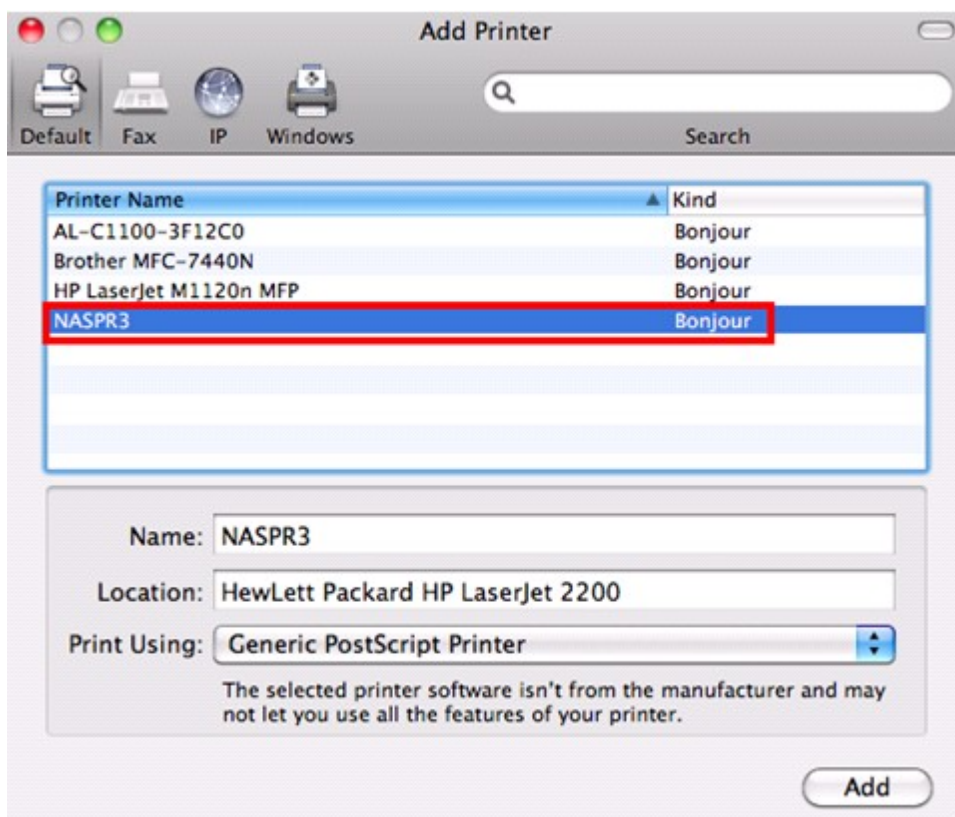 Add Printer
Default Fax IP Windows Search
Printer Name Kind
AL-C1100-3F12C0 Bonjour
Brother MFC-7440N Bonjour
HP LaserJet M1120n MFP Bonjour
NASPR3 Bonjour
Name: NASPR3
Location: HewLett Packard HP LaserJet 2200
Print Using: Generic PostScript Printer
The selected printer software isn't from the manufacturer and may
not let you use all the features of your printer.
Add